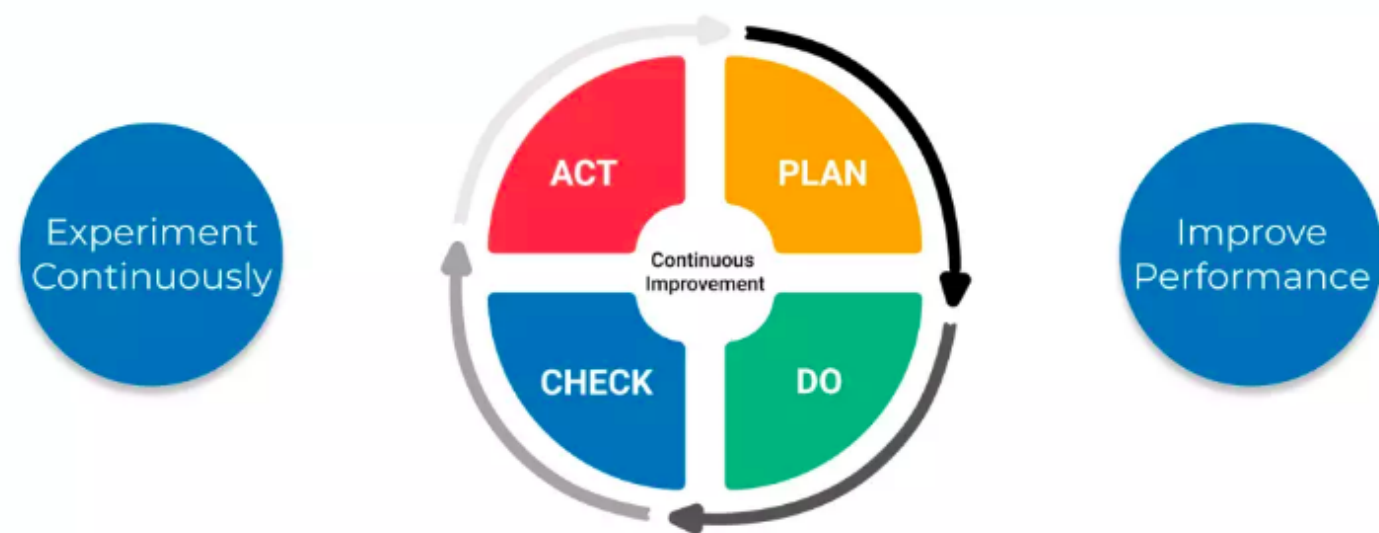 Experiment
Continuously
ACT
PLAN
Continuous
Improvement
CHECK
DO
Improve
Performance